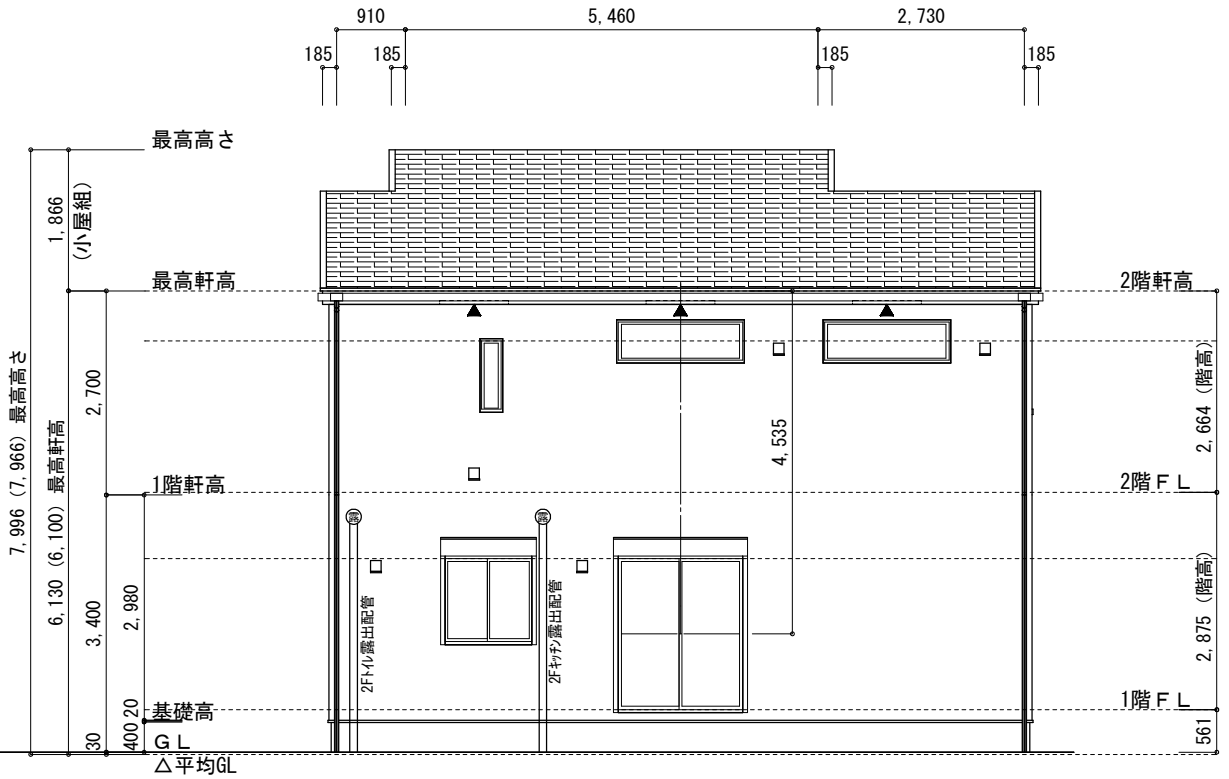 910
5,460
2,730
185
185
185
185
最高高さ
1,866
(小屋組)
最高軒高
2階軒高
7,996 (7,966) 最高高さ
6,130 (6,100) 最高軒高
2,700
4,535
2,664 (階高)
1階軒高
2階FL
露
露
3,400
2,980
2Fトイレ露出配管
2Fキッチン露出配管
2,875 (階高)
基礎高
1階FL
20
400
30
GL
561
△平均GL